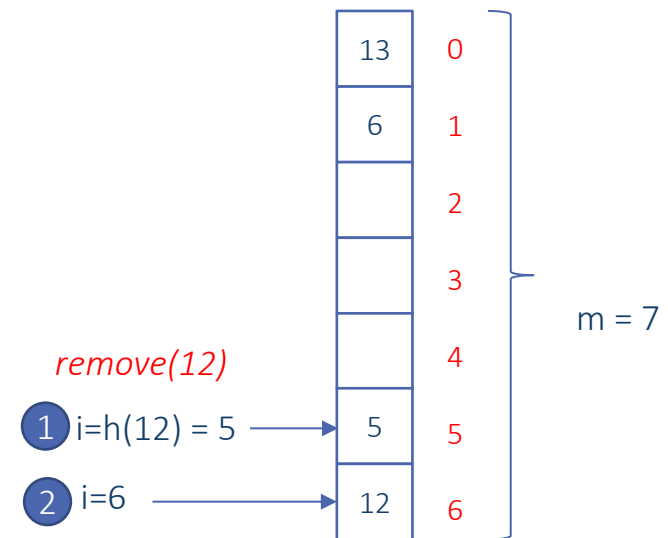 13 0
6 1
2
3
m = 7
4
remove(12)
1 i=h(12) = 5 5 5
2 i=6 12 6